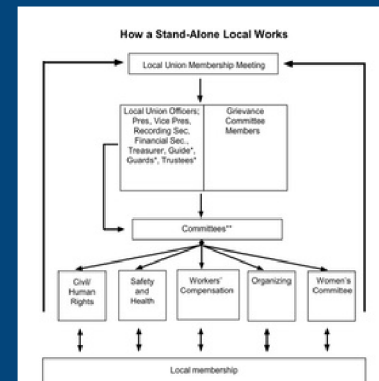 How a Stand-Alone Local Works
Local Union Membership Meeting
Local Union Officers;
Pres, Vice Pres,
Recording Sec,
Financial Sec.,
Treasurer, Guide*,
Guards*, Trustees*
Grievance
Committee
Members
Committees**
Civil/
Human
Rights
Safety
and
Health
Workers'
Compensation
Organizing
Women's
Committee
Local membership